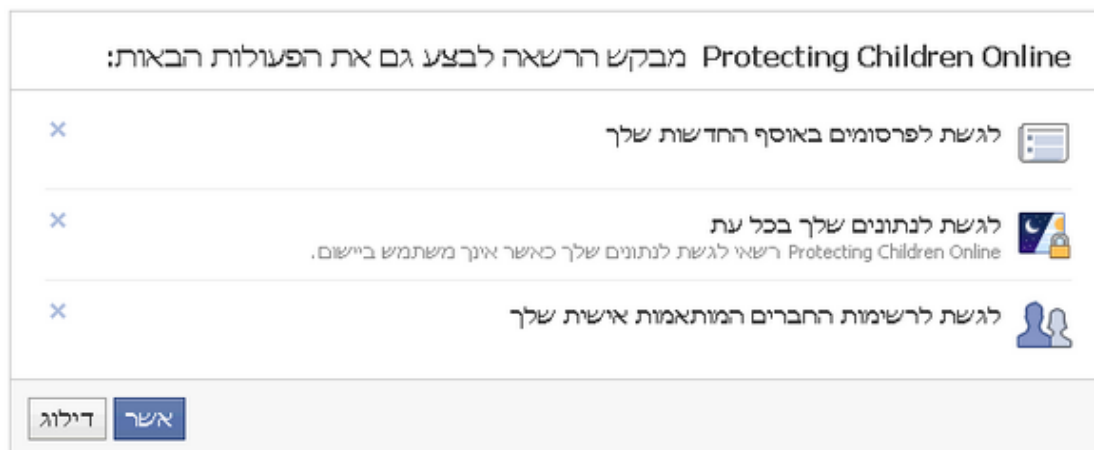 Protecting Children Online מבקש הרשאה לבצע גם את הפעולות הבאות:
לגשת לפרסומים באוסף החדשות שלך
לגשת לנתונים שלך בכל עת
Protecting Children Online רשאי לגשת לנתונים שלך כאשר אינך משתמש ביישום.
לגשת לרשימות החברים המותאמות אישית שלך
אשר
דילוג